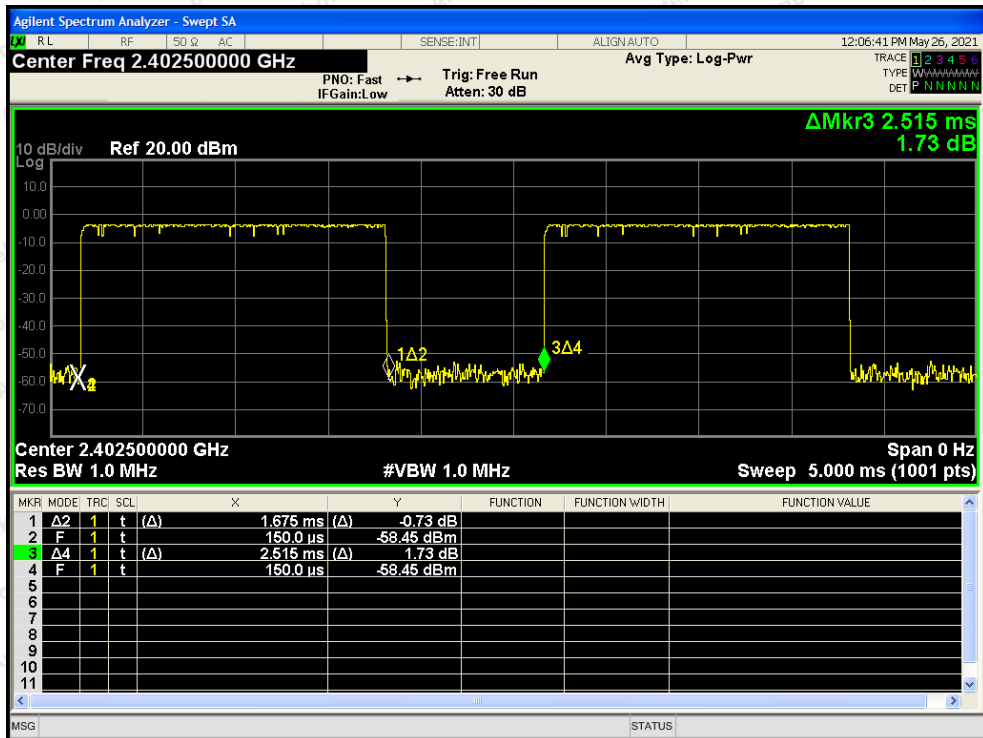 Agilent Spectrum Analyzer - Swept SA
LXI RL RF 50 Ω AC SENSE:INT ALIGN AUTO 12:06:41 PM May 26, 2021
Center Freq 2.402500000 GHz
Avg Type: Log-Pwr
TRACE 1 2 3 4 5 6
PNO: Fast Trig: Free Run
TYPE W
IFGain:Low Atten: 30 dB
DET P N N N N N
ΔMkr3 2.515 ms
1.73 dB
10 dB/div Ref 20.00 dBm
Log
10.0
0.00
-10.0
-20.0
-30.0
-40.0
-50.0
-60.0
-70.0
1Δ2
3Δ4
Center 2.402500000 GHz Span 0 Hz
Res BW 1.0 MHz #VBW 1.0 MHz Sweep 5.000 ms (1001 pts)
MKR MODE TRC SCL X Y FUNCTION FUNCTION WIDTH FUNCTION VALUE
1 Δ2 1 t (Δ) 1.675 ms (Δ) -0.73 dB
2 F 1 t 150.0 µs -58.45 dBm
3 Δ4 1 t (Δ) 2.515 ms (Δ) 1.73 dB
4 F 1 t 150.0 µs -58.45 dBm
5
6
7
8
9
10
11
MSG STATUS